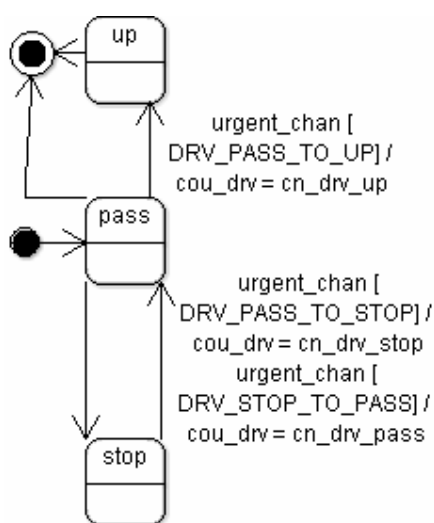 up
urgent_chan [
DRV_PASS_TO_UP] /
cou_drv = cn_drv_up
pass
urgent_chan [
DRV_PASS_TO_STOP] /
cou_drv = cn_drv_stop
urgent_chan [
DRV_STOP_TO_PASS] /
cou_drv = cn_drv_pass
stop